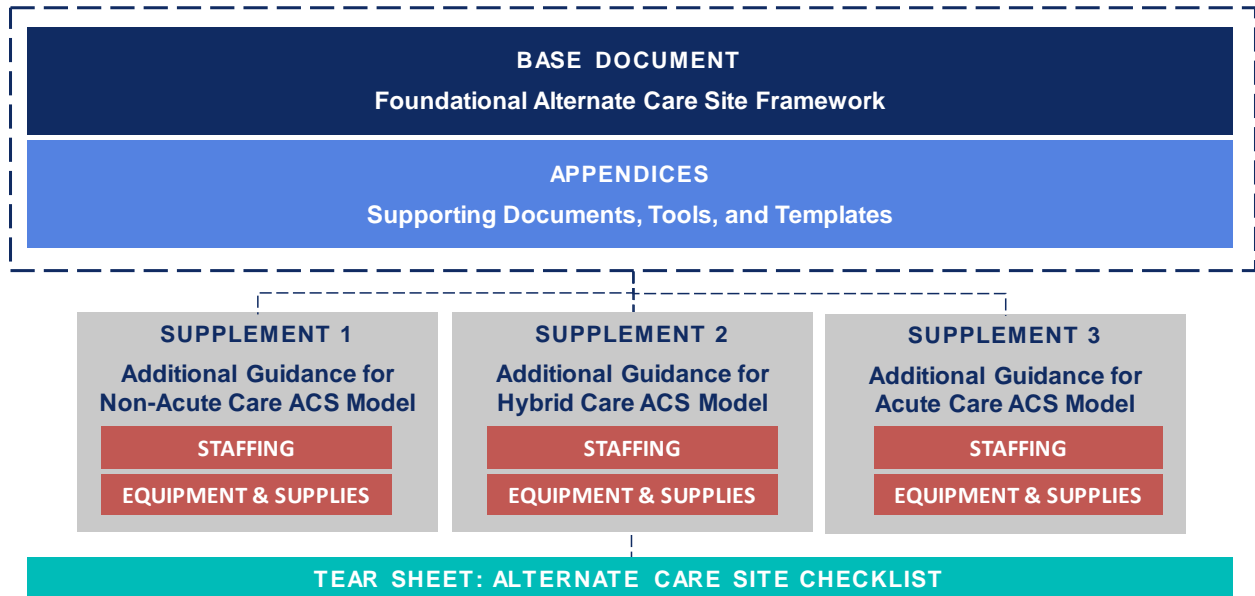 BASE DOCUMENT
Foundational Alternate Care Site Framework
APPENDICES
Supporting Documents, Tools, and Templates
SUPPLEMENT 1
Additional Guidance for
Non-Acute Care ACS Model
STAFFING
EQUIPMENT & SUPPLIES
SUPPLEMENT 2
Additional Guidance for
Hybrid Care ACS Model
STAFFING
EQUIPMENT & SUPPLIES
SUPPLEMENT 3
Additional Guidance for
Acute Care ACS Model
STAFFING
EQUIPMENT & SUPPLIES
TEAR SHEET: ALTERNATE CARE SITE CHECKLIST